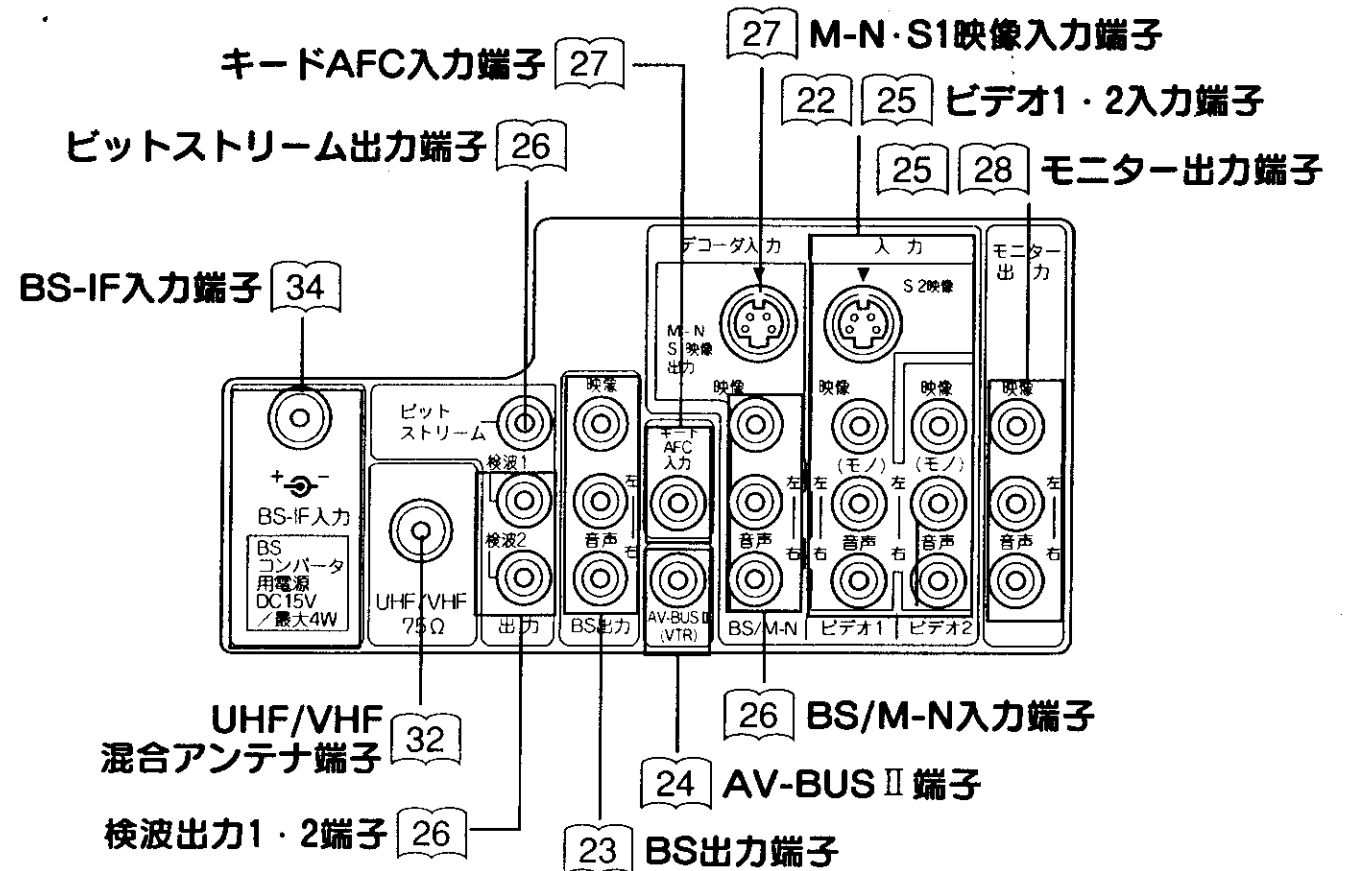 27 M-N·S1映像入力端子
キードAFC入力端子 27
22 25 ビデオ1・2入力端子
ビットストリーム出力端子 26
25 28 モニター出力端子
BS-IF入力端子 34
デコーダ入力
入 力
モニター
出 力
S2映像
M-N
S1映像
出力
映像
映像
映像
映像
映像
ビット
ストリーム
キード
AFC
入力
検波1
(モノ)
(モノ)
左
左
左
左
+ -
BS-IF入力
検波2
音声
音声
音声
音声
音声
右
右
右
右
BS
コンバータ
用電源
DC15V
/最大4W
UHF/VHF
75Ω
出力
BS出力
AV-BUSⅡ
(VTR)
BS/M-N
ビデオ1
ビデオ2
UHF/VHF
混合アンテナ端子 32
26 BS/M-N入力端子
24 AV-BUSⅡ端子
検波出力1・2端子 26
23 BS出力端子